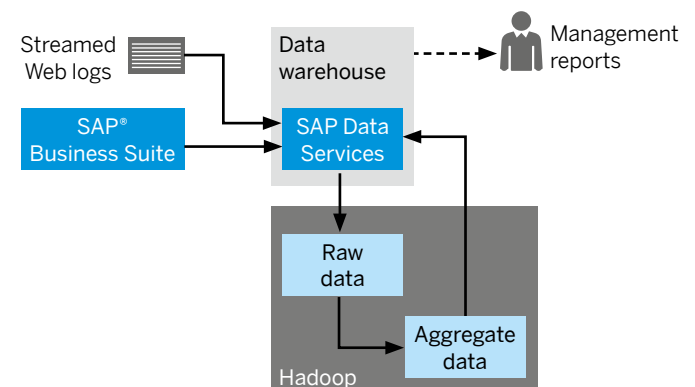 Streamed
Web logs
Data
warehouse
Management
reports
SAP®
Business Suite
SAP Data
Services
Raw
data
Aggregate
data
Hadoop